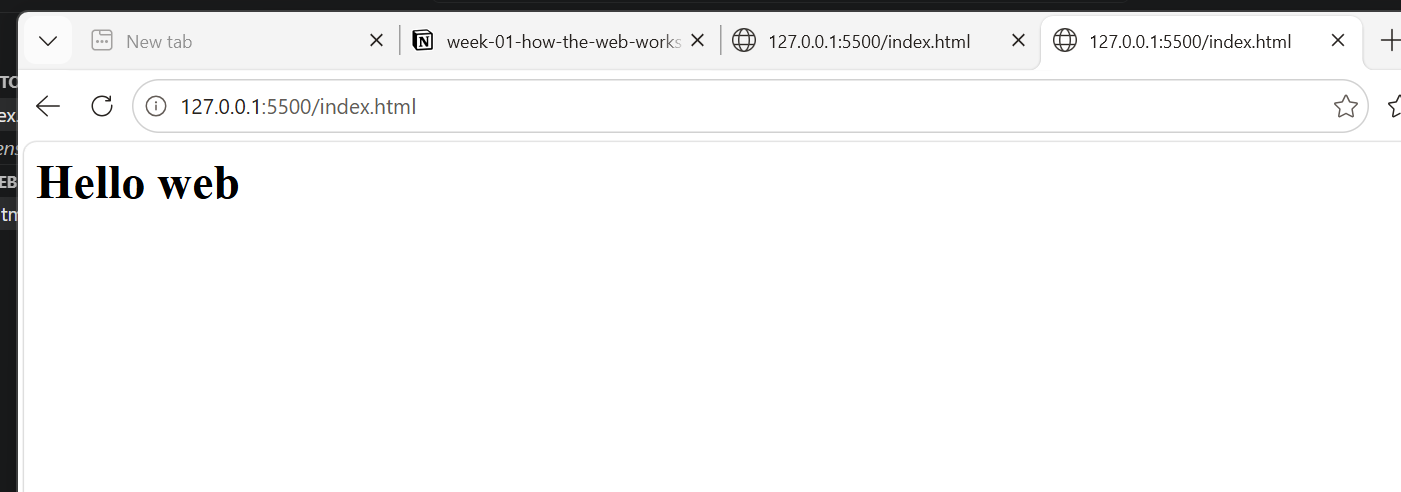 New tab
week-01-how-the-web-works
127.0.0.1:5500/index.html
127.0.0.1:5500/index.html
127.0.0.1:5500/index.html
Hello web